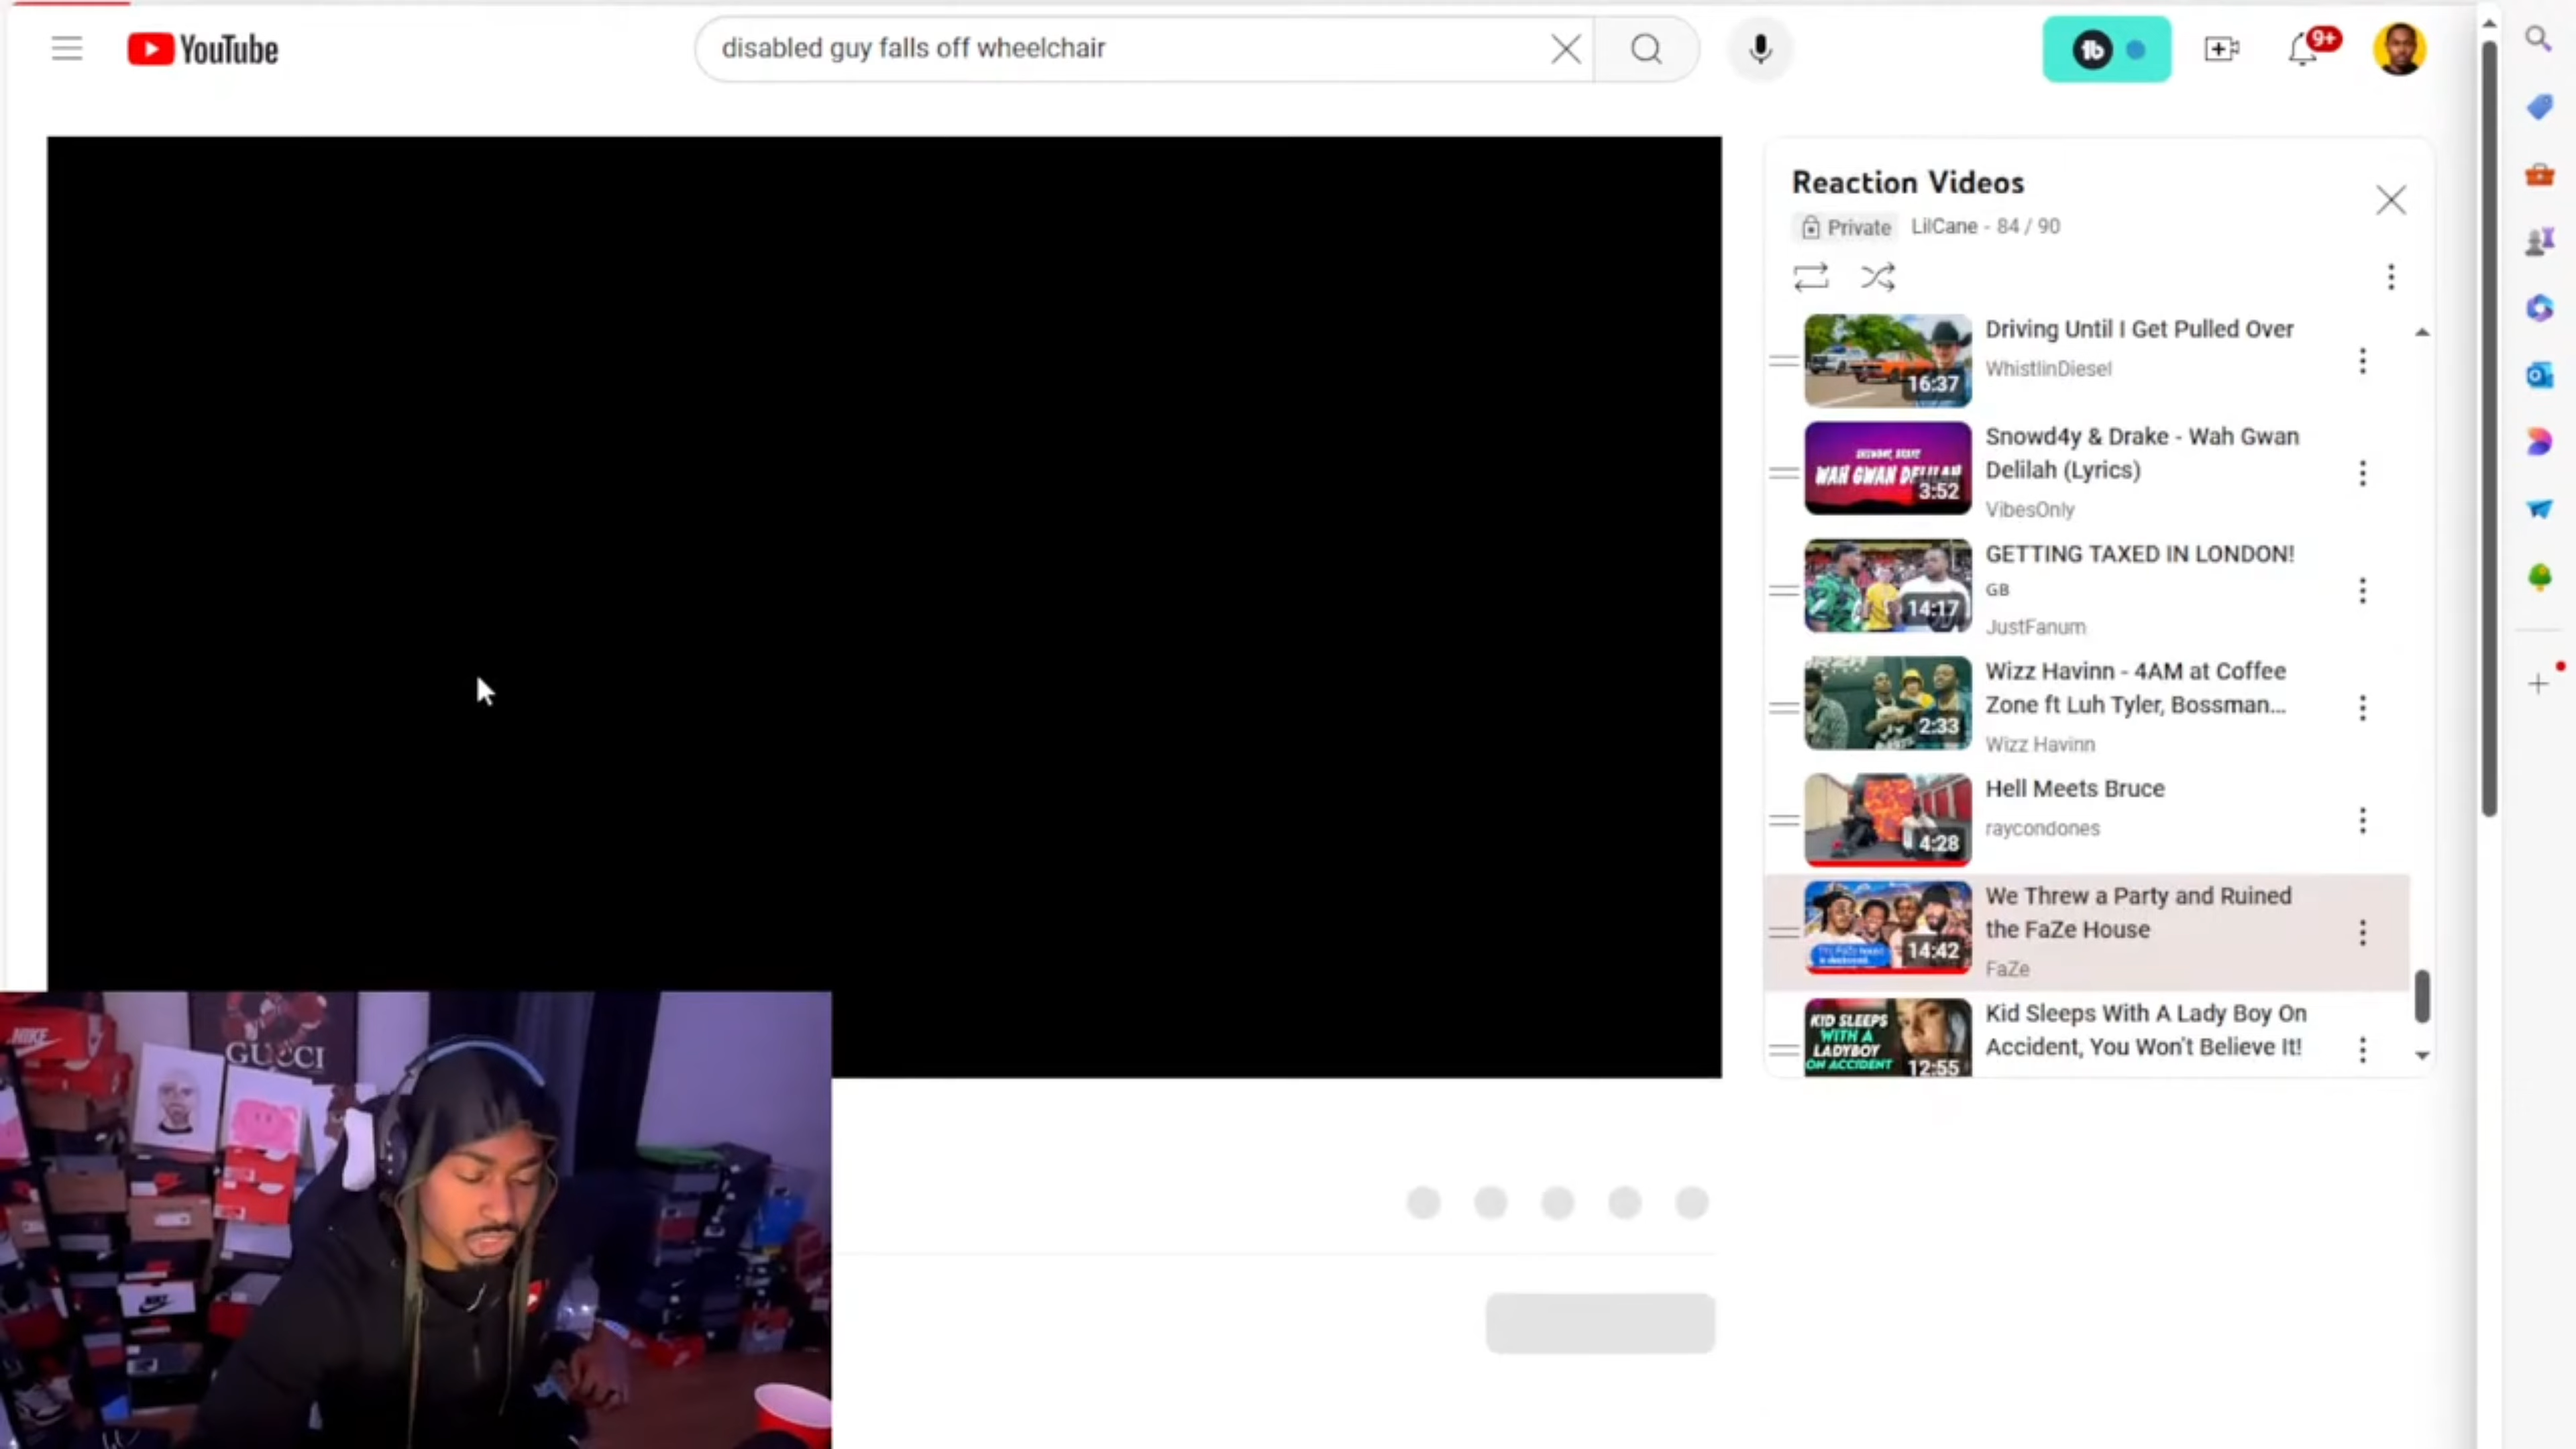 YouTube
disabled guy falls off wheelchair
9+
Reaction Videos
Private LilCane - 84 / 90
Driving Until I Get Pulled Over
WhistlinDiesel
16:37
Snowd4y & Drake - Wah Gwan
Delilah (Lyrics)
VibesOnly
WAH GWAN DELILAH
3:52
GETTING TAXED IN LONDON!
GB
JustFanum
14:17
Wizz Havinn - 4AM at Coffee
Zone ft Luh Tyler, Bossman...
Wizz Havinn
2:33
Hell Meets Bruce
raycondones
4:28
We Threw a Party and Ruined
the FaZe House
FaZe
14:42
Kid Sleeps With A Lady Boy On
Accident, You Won't Believe It!
KID SLEEPS
WITH A
LADYBOY
ON ACCIDENT
12:55
NIKE
GUCCI
NIKE